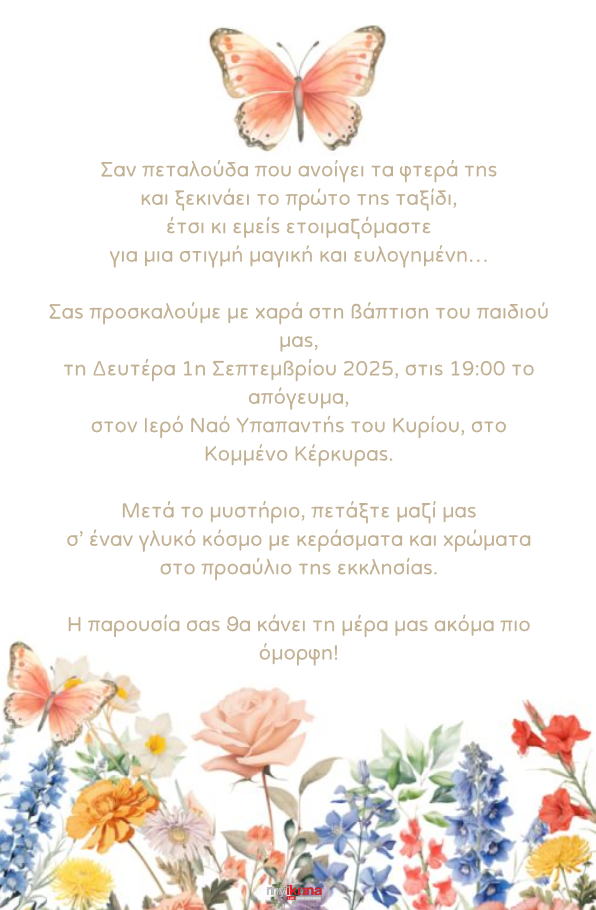 Σαν πεταλούδα που ανοίγει τα φτερά της
και ξεκινάει το πρώτο της ταξίδι,
έτσι κι εμείς ετοιμαζόμαστε
για μια στιγμή μαγική και ευλογημένη…
Σας προσκαλούμε με χαρά στη βάπτιση του παιδιού
μας,
τη Δευτέρα 1η Σεπτεμβρίου 2025, στις 19:00 το
απόγευμα,
στον Ιερό Ναό Υπαπαντής του Κυρίου, στο
Κομμένο Κέρκυρας.
Μετά το μυστήριο, πετάξτε μαζί μας
σ’ έναν γλυκό κόσμο με κεράσματα και χρώματα
στο προαύλιο της εκκλησίας.
Η παρουσία σας θα κάνει τη μέρα μας ακόμα πιο
όμορφη!
myikona